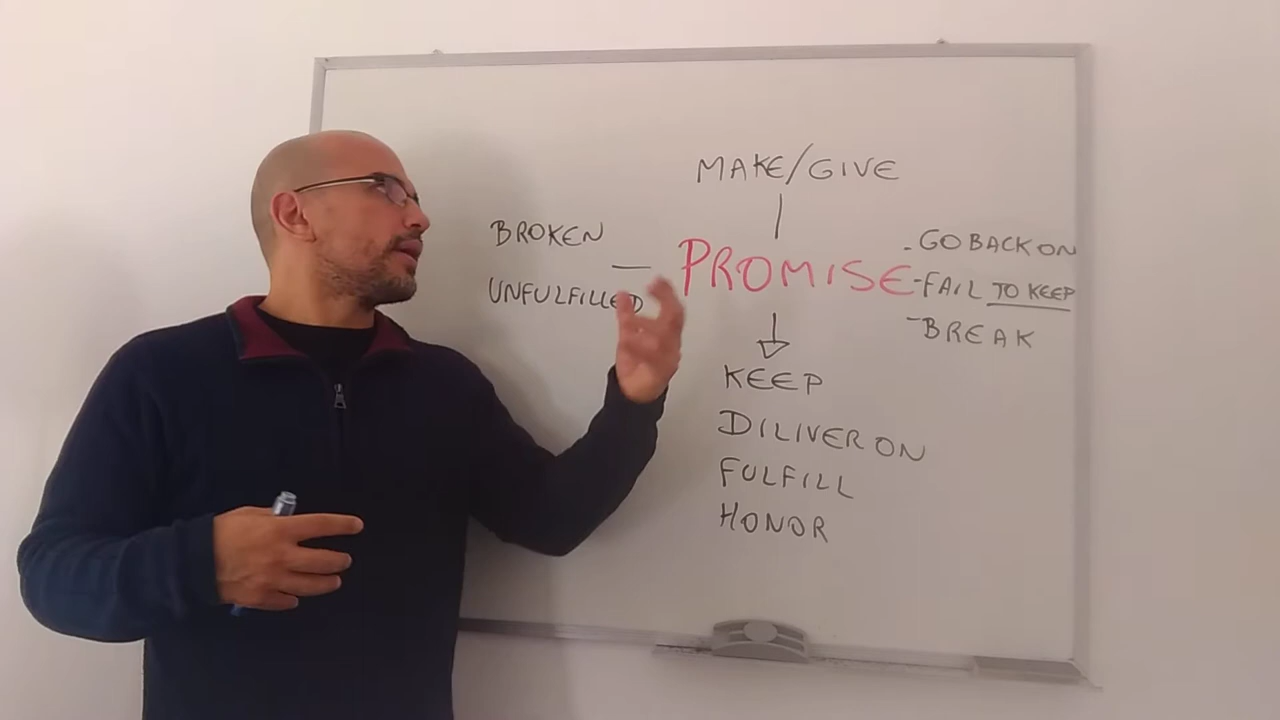 MAKE/GIVE
BROKEN
UNFULFILLED
PROMISE
- GO BACK ON
- FAIL TO KEEP
- BREAK
KEEP
DILIVER ON
FULFILL
HONOR